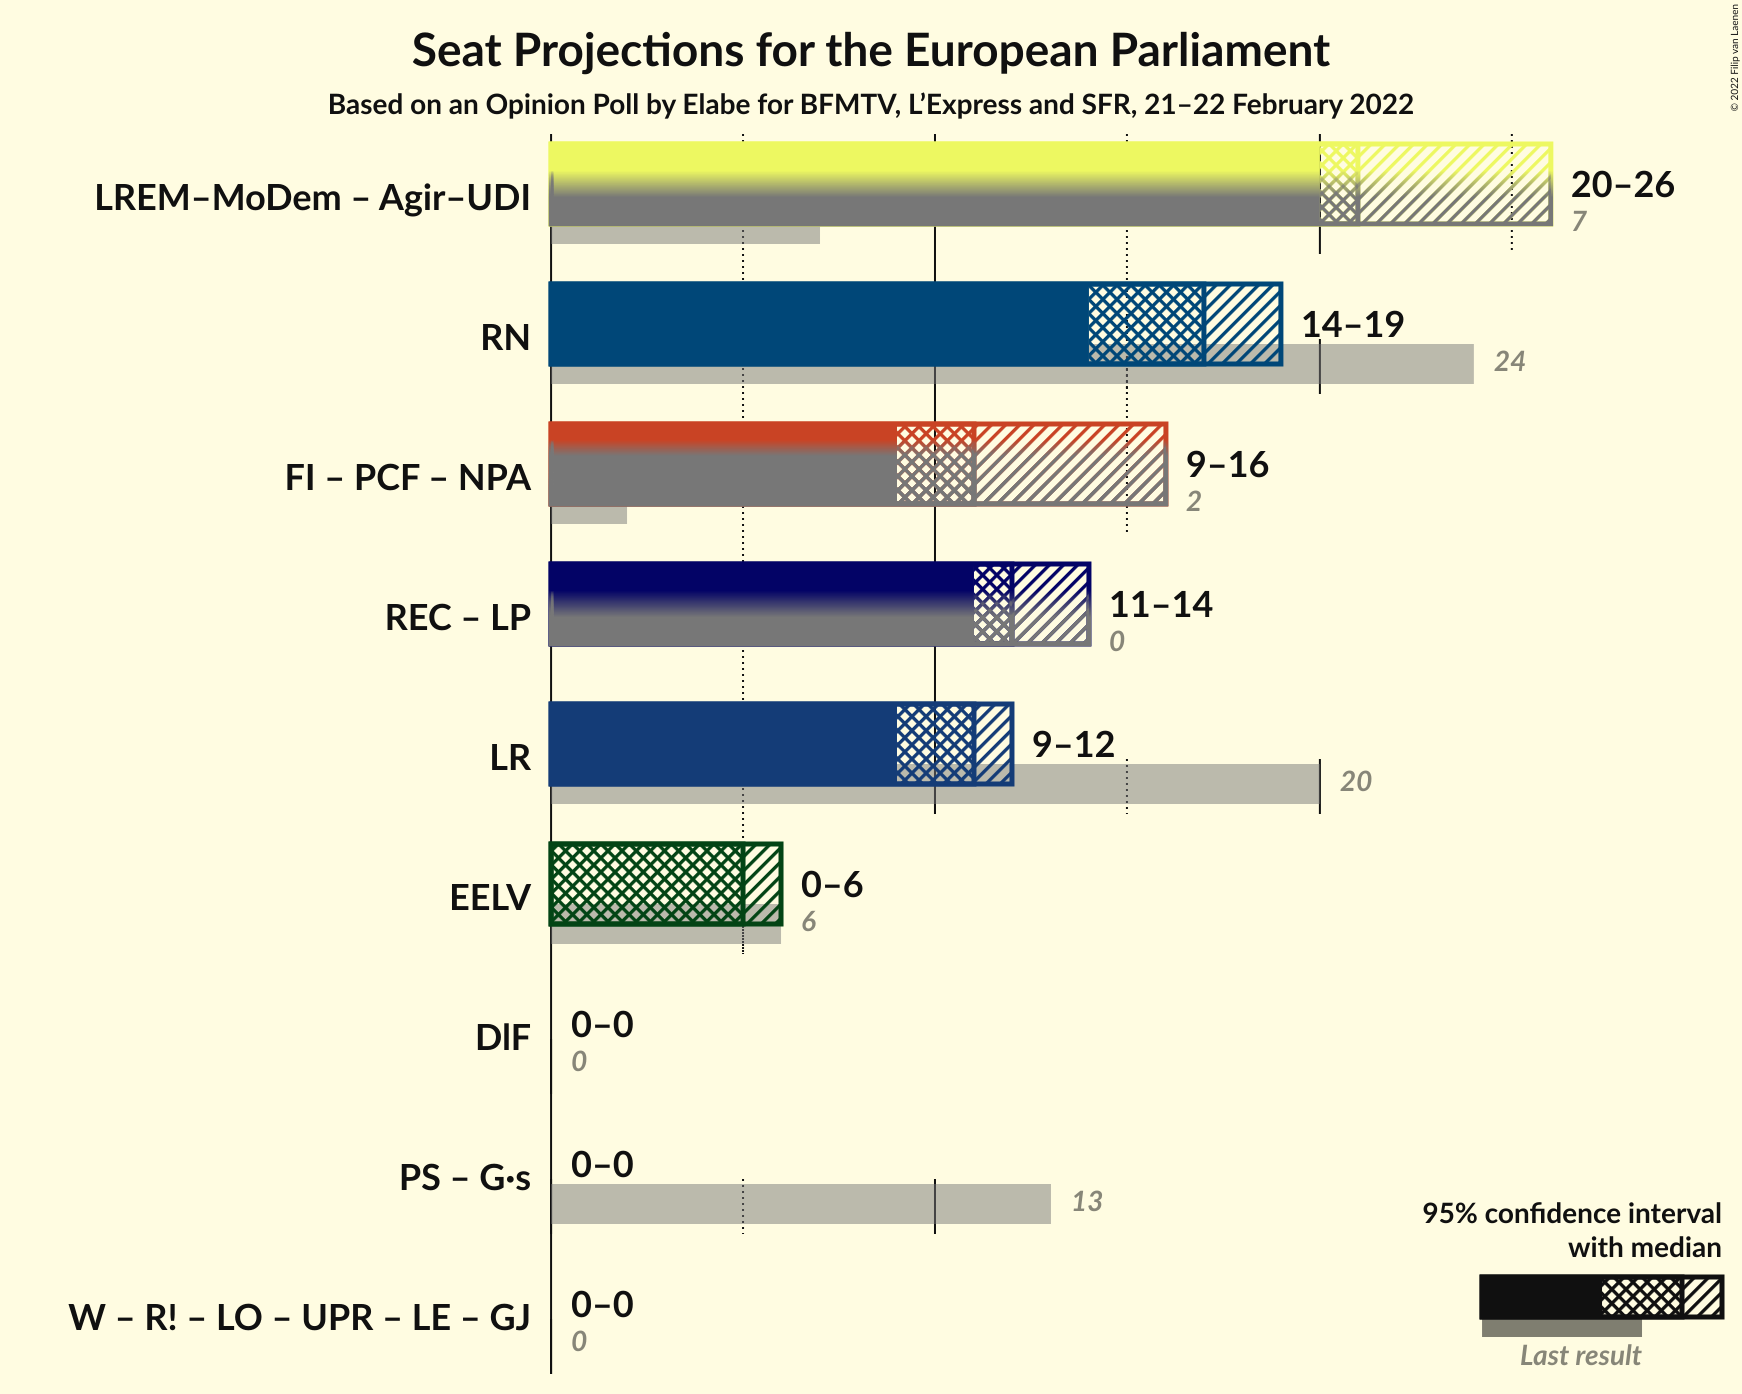 Seat Projections for the European Parliament
Based on an Opinion Poll by Elabe for BFMTV, L’Express and SFR, 21–22 February 2022
© 2022 Filip van Laenen
LREM–MoDem – Agir–UDI
20–26
7
RN
14–19
24
FI – PCF – NPA
9–16
2
REC – LP
11–14
0
LR
9–12
20
EELV
0–6
6
DlF
0–0
0
PS – G·s
0–0
13
W – R! – LO – UPR – LE – GJ
0–0
0
95% confidence interval
with median
Last result